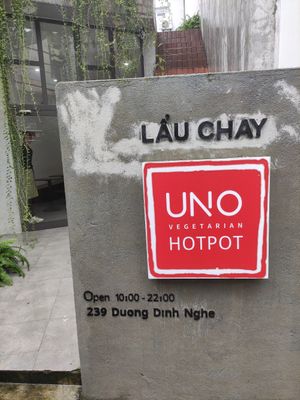 LẨU CHAY
UNO
VEGETARIAN
HOTPOT
Open 10:00 - 22:00
239 Duong Dinh Nghe